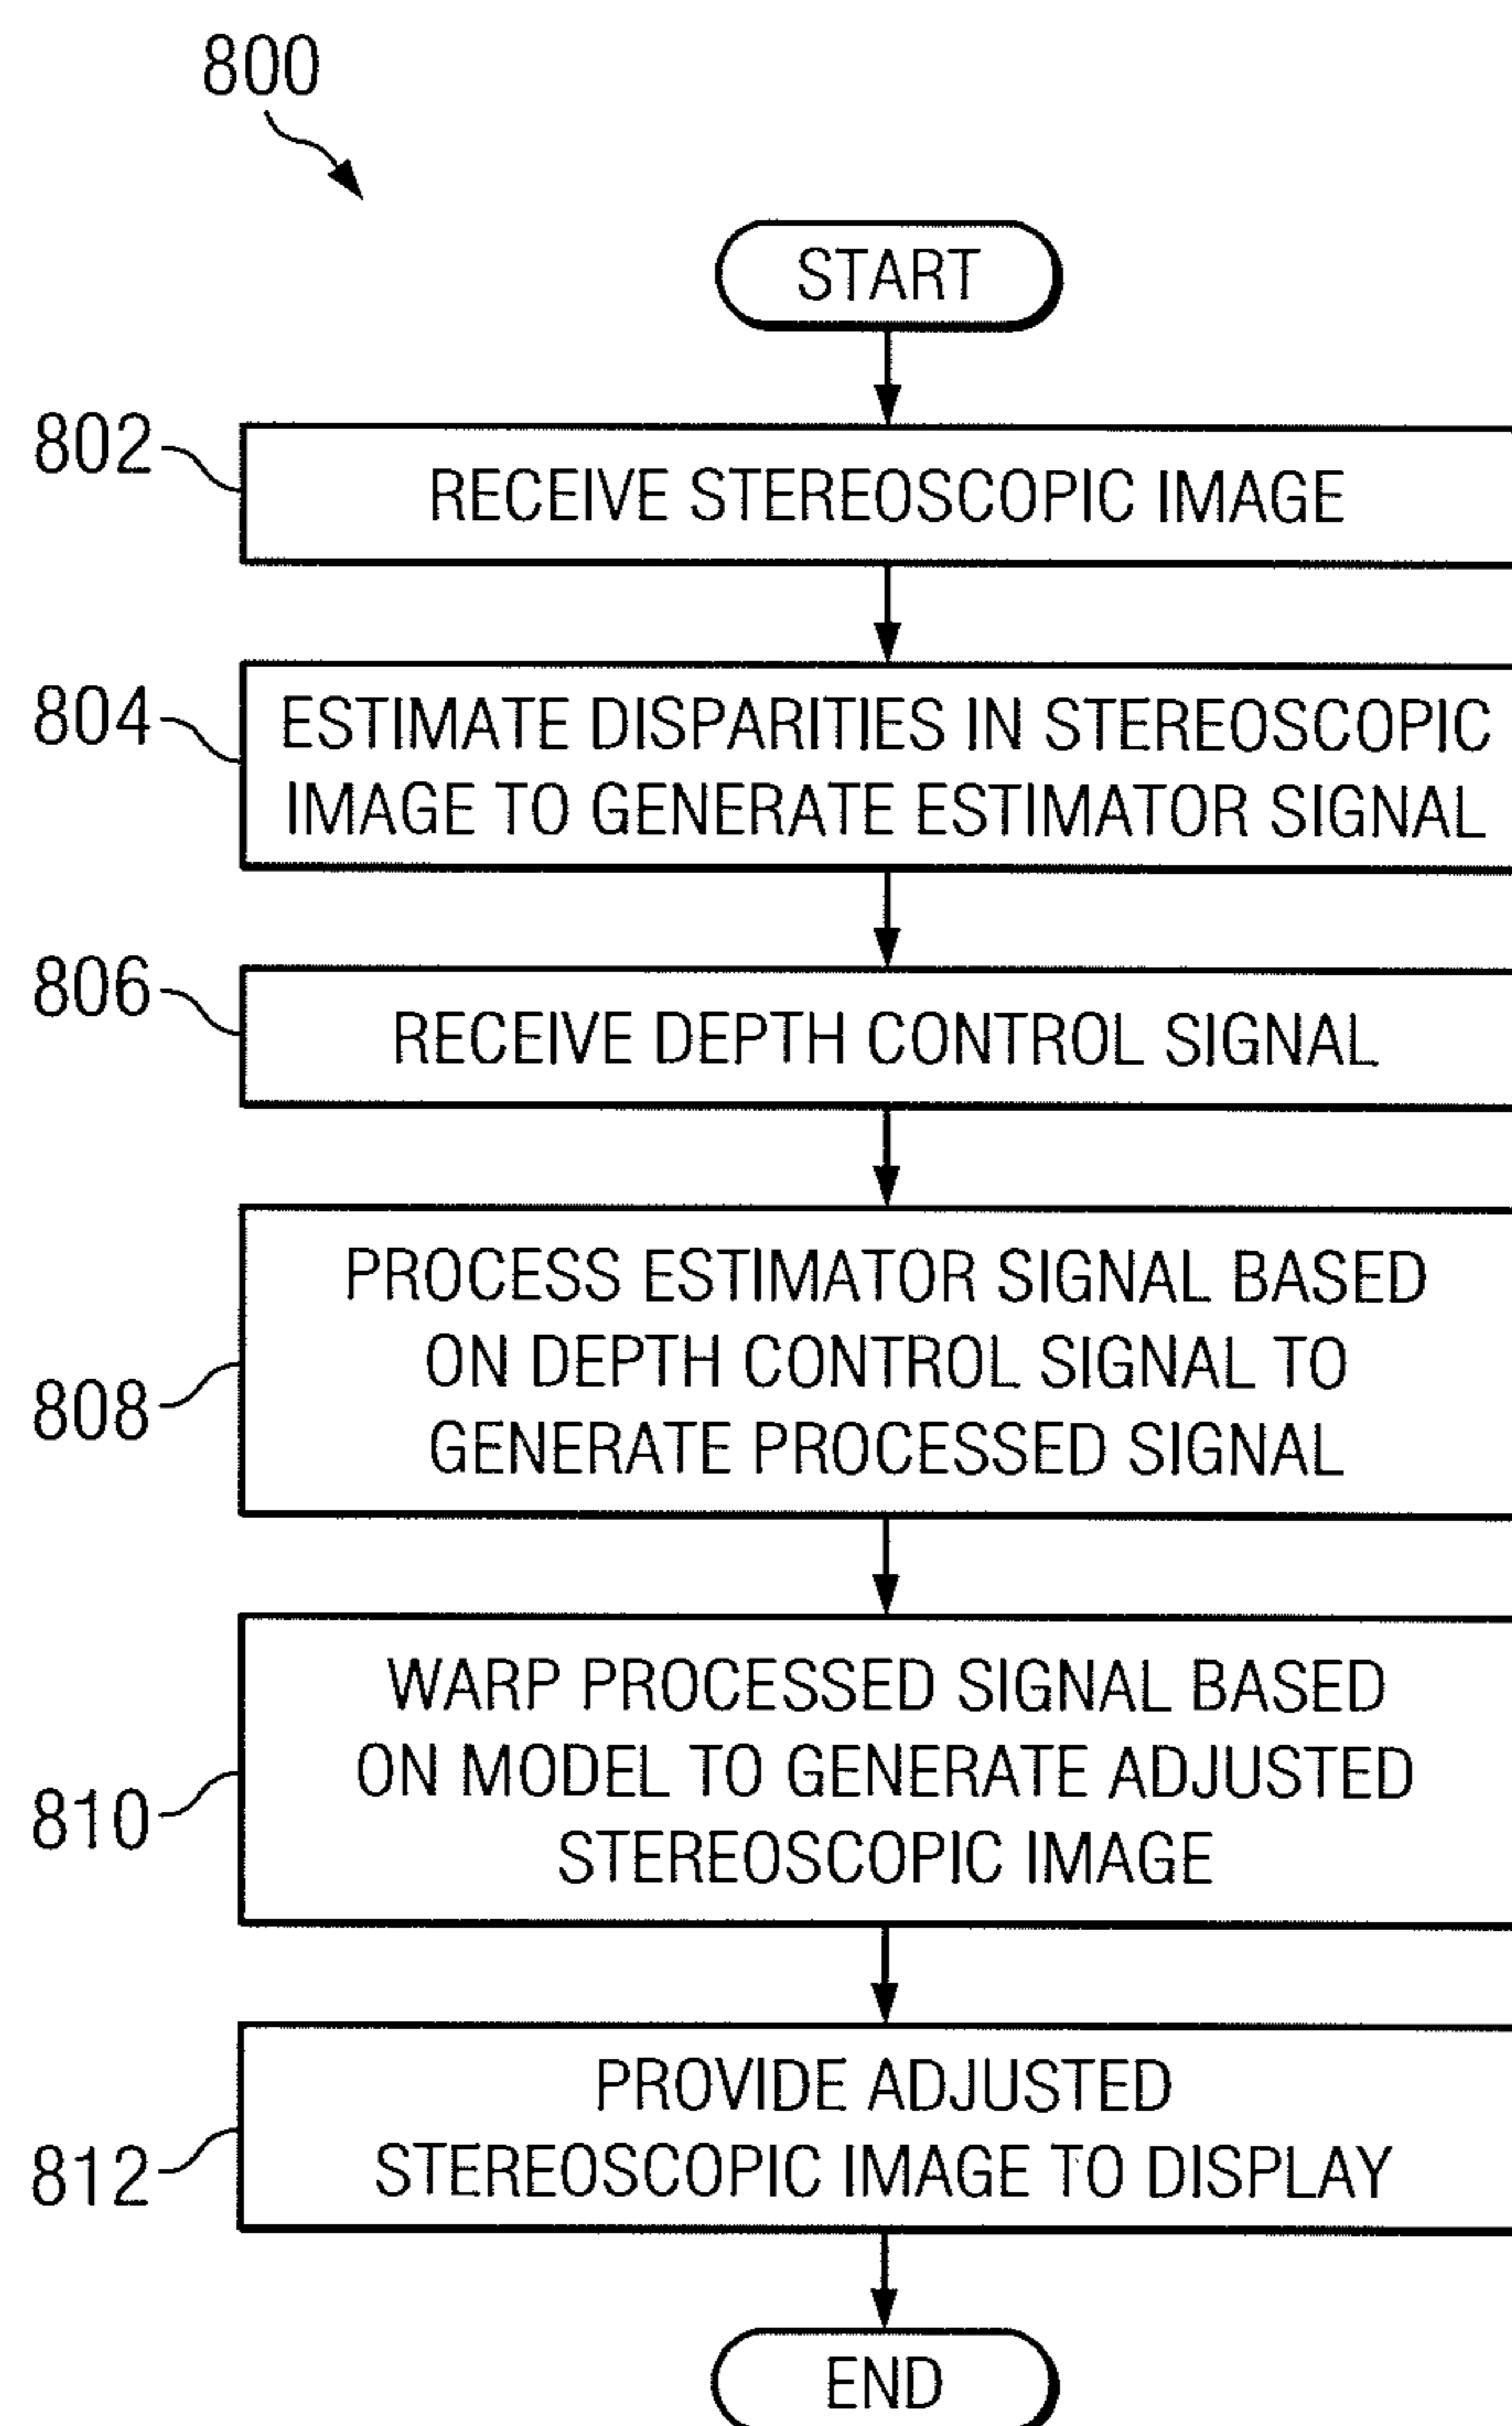 800
START
802
RECEIVE STEREOSCOPIC IMAGE
804
ESTIMATE DISPARITIES IN STEREOSCOPIC
IMAGE TO GENERATE ESTIMATOR SIGNAL
806
RECEIVE DEPTH CONTROL SIGNAL
808
PROCESS ESTIMATOR SIGNAL BASED
ON DEPTH CONTROL SIGNAL TO
GENERATE PROCESSED SIGNAL
810
WARP PROCESSED SIGNAL BASED
ON MODEL TO GENERATE ADJUSTED
STEREOSCOPIC IMAGE
812
PROVIDE ADJUSTED
STEREOSCOPIC IMAGE TO DISPLAY
END